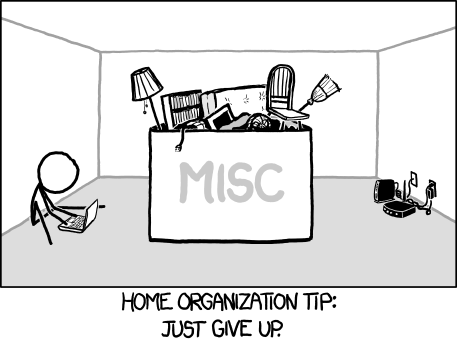 MISC
HOME ORGANIZATION TIP:
JUST GIVE UP.